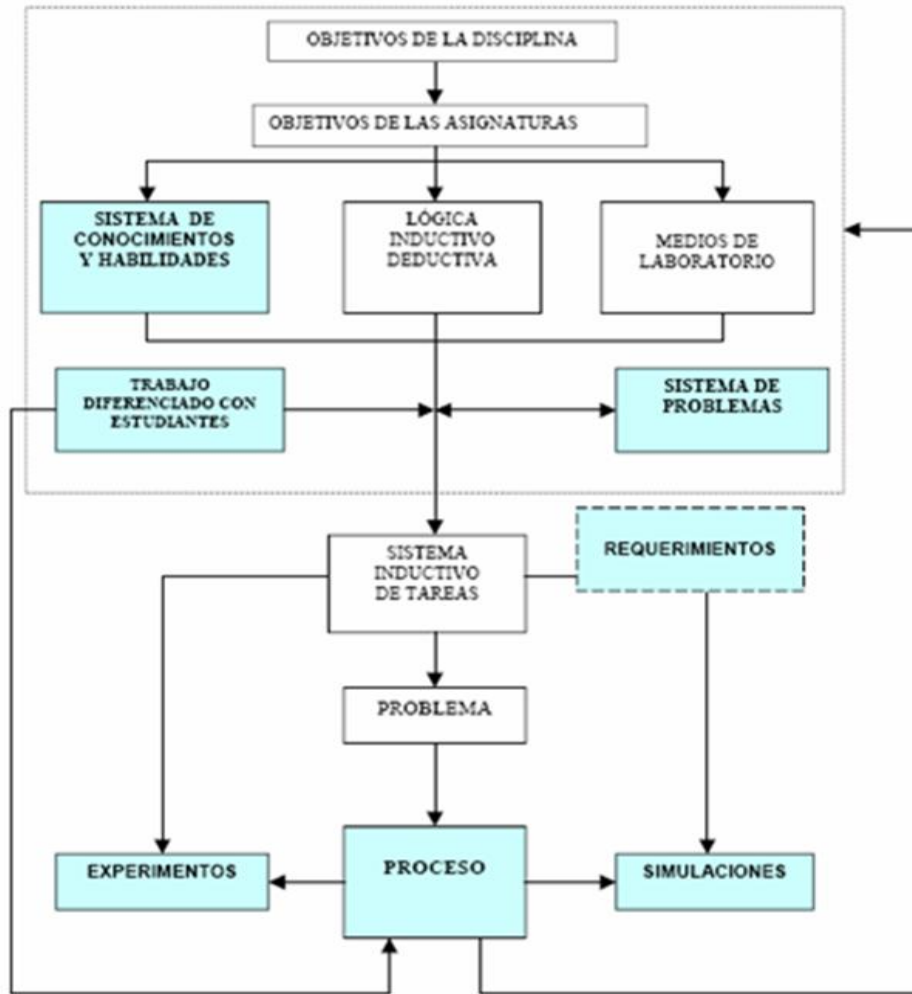 OBJETIVOS DE LA DISCIPLINA
OBJETIVOS DE LAS ASIGNATURAS
SISTEMA DE
CONOCIMIENTOS
Y HABILIDADES
LÓGICA
INDUCTIVO
DEDUCTIVA
MEDIOS DE
LABORATORIO
TRABAJO
DIFERENCIADO CON
ESTUDIANTES
SISTEMA DE
PROBLEMAS
SISTEMA
INDUCTIVO
DE TAREAS
REQUERIMIENTOS
PROBLEMA
EXPERIMENTOS
PROCESO
SIMULACIONES